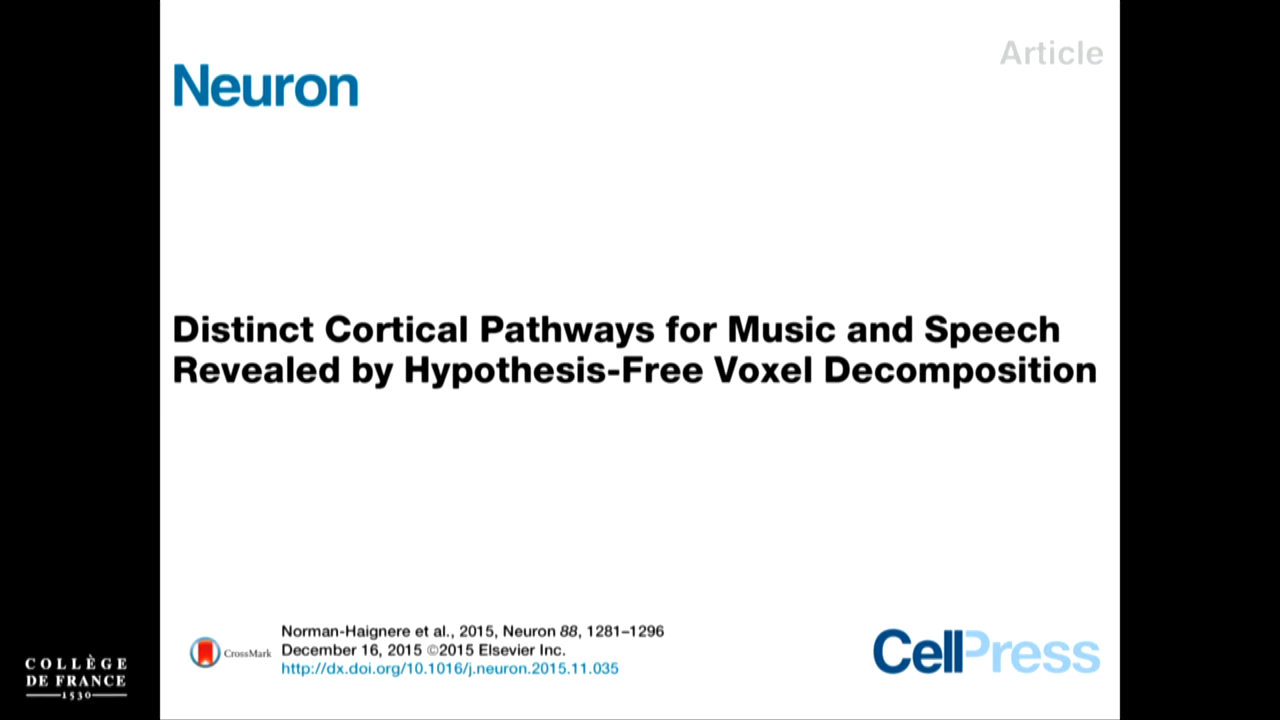 Article
Neuron
Distinct Cortical Pathways for Music and Speech
Revealed by Hypothesis-Free Voxel Decomposition
Norman-Haignere et al., 2015, Neuron 88, 1281–1296
December 16, 2015 ©2015 Elsevier Inc.
http://dx.doi.org/10.1016/j.neuron.2015.11.035
CrossMark
CellPress
COLLÈGE
DE FRANCE
1530